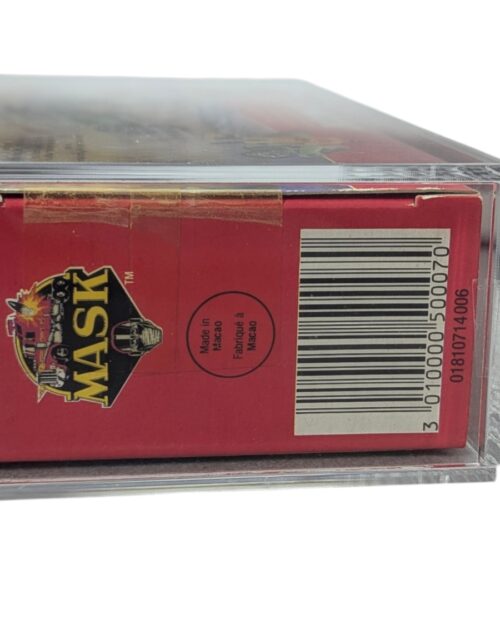 MASK
TM
Made in
Macao
Fabriqué à
Macao
3 010000 500070
01810714006